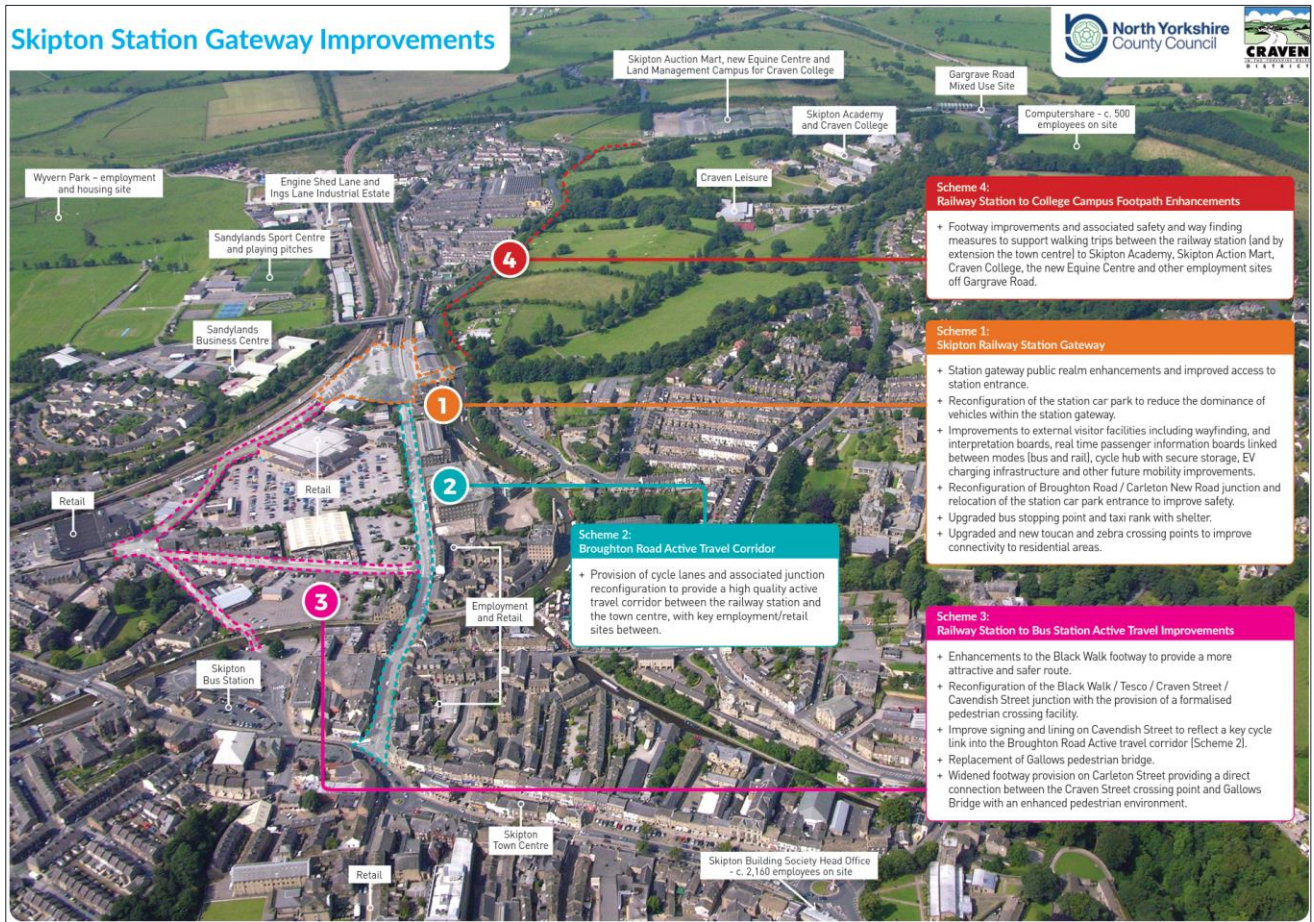 Skipton Station Gateway Improvements
North Yorkshire
County Council
CRAVEN
IN THE YORKSHIRE DALES
DISTRICT
Skipton Auction Mart, new Equine Centre and
Land Management Campus for Craven College
Gargrave Road
Mixed Use Site
Skipton Academy
and Craven College
Computershare - c. 500
employees on site
Wyvern Park – employment
and housing site
Engine Shed Lane and
Ings Lane Industrial Estate
Craven Leisure
Sandylands Sport Centre
and playing pitches
Sandylands
Business Centre
4
1
2
3
Retail
Retail
Employment
and Retail
Skipton
Bus Station
Skipton
Town Centre
Retail
Skipton Building Society Head Office
- c. 2,160 employees on site
Scheme 4:
Railway Station to College Campus Footpath Enhancements
+ Footway improvements and associated safety and way finding
measures to support walking trips between the railway station (and by
extension the town centre) to Skipton Academy, Skipton Action Mart,
Craven College, the new Equine Centre and other employment sites
off Gargrave Road.
Scheme 1:
Skipton Railway Station Gateway
+ Station gateway public realm enhancements and improved access to
station entrance.
+ Reconfiguration of the station car park to reduce the dominance of
vehicles within the station gateway.
+ Improvements to external visitor facilities including wayfinding, and
interpretation boards, real time passenger information boards linked
between modes (bus and rail), cycle hub with secure storage, EV
charging infrastructure and other future mobility improvements.
+ Reconfiguration of Broughton Road / Carleton New Road junction and
relocation of the station car park entrance to improve safety.
+ Upgraded bus stopping point and taxi rank with shelter.
+ Upgraded and new toucan and zebra crossing points to improve
connectivity to residential areas.
Scheme 2:
Broughton Road Active Travel Corridor
+ Provision of cycle lanes and associated junction
reconfiguration to provide a high quality active
travel corridor between the railway station and
the town centre, with key employment/retail
sites between.
Scheme 3:
Railway Station to Bus Station Active Travel Improvements
+ Enhancements to the Black Walk footway to provide a more
attractive and safer route.
+ Reconfiguration of the Black Walk / Tesco / Craven Street /
Cavendish Street junction with the provision of a formalised
pedestrian crossing facility.
+ Improve signing and lining on Cavendish Street to reflect a key cycle
link into the Broughton Road Active travel corridor (Scheme 2).
+ Replacement of Gallows pedestrian bridge.
+ Widened footway provision on Carleton Street providing a direct
connection between the Craven Street crossing point and Gallows
Bridge with an enhanced pedestrian environment.